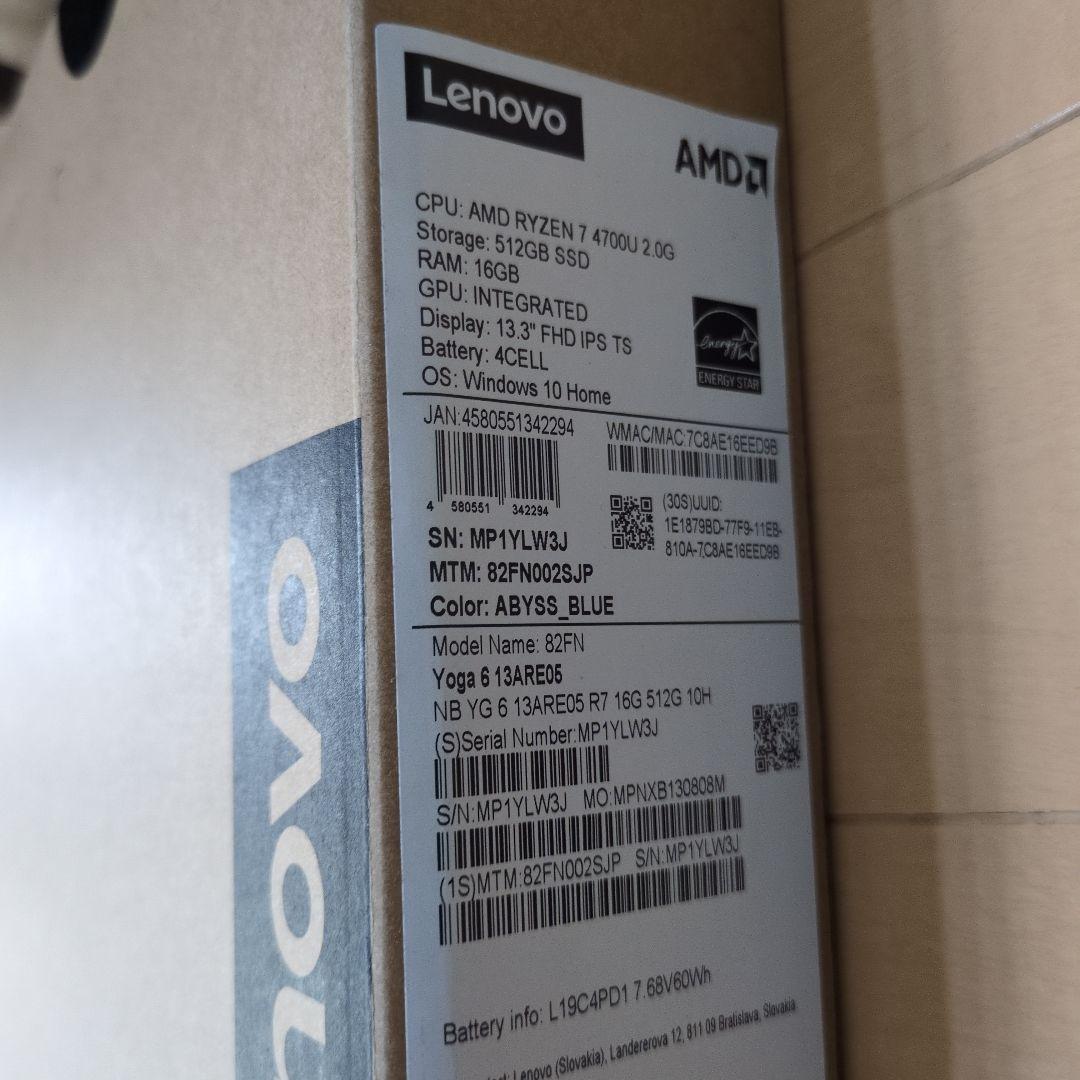 Lenovo
AMD
CPU: AMD RYZEN 7 4700U 2.0G
Storage: 512GB SSD
RAM: 16GB
GPU: INTEGRATED
Display: 13.3" FHD IPS TS
Battery: 4CELL
OS: Windows 10 Home
energy
ENERGY STAR
JAN:4580551342294
4 580551 342294
WMAC/MAC:7C8AE16EED9B
(30S)UUID:
1E1879BD-77F9-11EB-
810A-7C8AE16EED9B
SN: MP1YLW3J
MTM: 82FN002SJP
Color: ABYSS_BLUE
Model Name: 82FN
Yoga 6 13ARE05
NB YG 6 13ARE05 R7 16G 512G 10H
(S)Serial Number:MP1YLW3J
S/N:MP1YLW3J MO:MPNXB130808M
(1S)MTM:82FN002SJP S/N:MP1YLW3J
Battery info: L19C4PD1 7.68V60Wh
Lenovo (Slovakia), Landererova 12, 811 09 Bratislava, Slovakia
novo